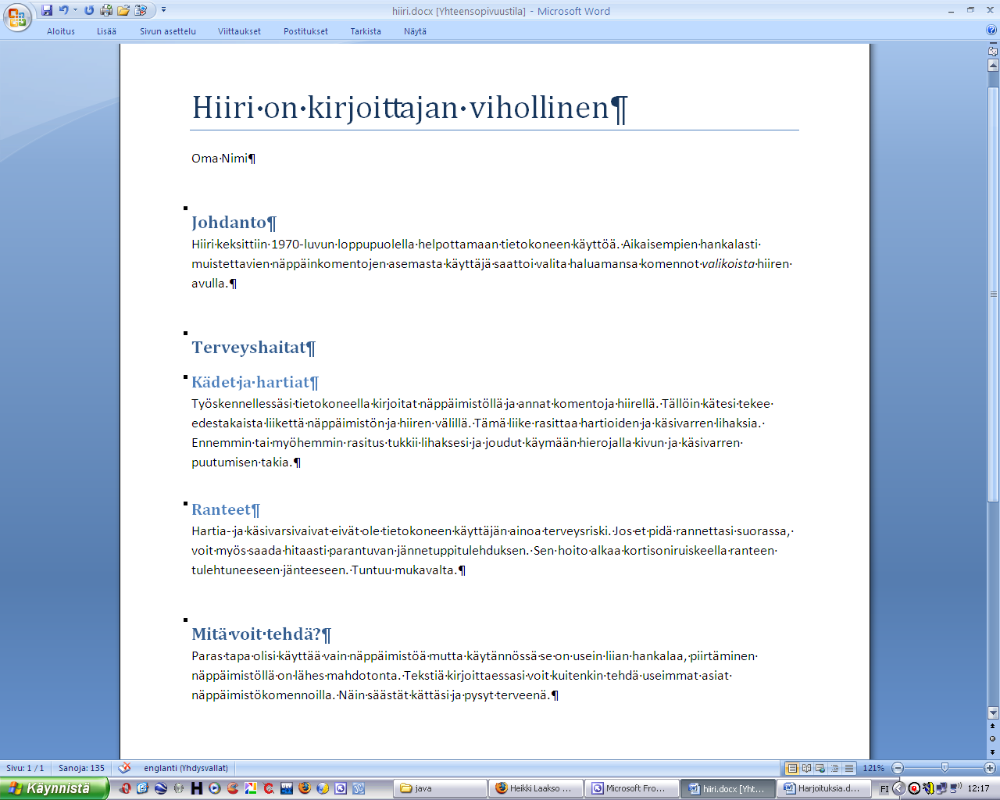 hiiri.docx [Yhteensopivuustila] - Microsoft Word
Aloitus Lisää Sivun asettelu Viittaukset Postitukset Tarkista Näytä
Hiiri·on·kirjoittajan·vihollinen¶
Oma·Nimi¶
Johdanto¶
Hiiri·keksittiin·1970-luvun·loppupuolella·helpottamaan·tietokoneen·käyttöä.·Aikaisempien·hankalasti·
muistettavien·näppäinkomentojen·asemasta·käyttäjä·saattoi·valita·haluamansa·komennot·valikoista·hiiren·
avulla.¶
Terveyshaitat¶
Kädet·ja·hartiat¶
Työskennellessäsi·tietokoneella·kirjoitat·näppäimistöllä·ja·annat·komentoja·hiirellä.·Tällöin·kätesi·tekee·
edestakaista·liikettä·näppäimistön·ja·hiiren·välillä.·Tämä·liike·rasittaa·hartioiden·ja·käsivarren·lihaksia.·
Ennemmin·tai·myöhemmin·rasitus·tukkii·lihaksesi·ja·joudut·käymään·hierojalla·kivun·ja·käsivarren·
puutumisen·takia.¶
Ranteet¶
Hartia-·ja·käsivarsivaivat·eivät·ole·tietokoneen·käyttäjän·ainoa·terveysriski.·Jos·et·pidä·rannettasi·suorassa,·
voit·myös·saada·hitaasti·parantuvan·jännetuppitulehduksen.·Sen·hoito·alkaa·kortisoniruiskeella·ranteen·
tulehtuneeseen·jänteeseen.·Tuntuu·mukavalta.¶
Mitä·voit·tehdä?¶
Paras·tapa·olisi·käyttää·vain·näppäimistöä·mutta·käytännössä·se·on·usein·liian·hankalaa,·piirtäminen·
näppäimistöllä·on·lähes·mahdotonta.·Tekstiä·kirjoittaessasi·voit·kuitenkin·tehdä·useimmat·asiat·
näppäimistökomennoilla.·Näin·säästät·kättäsi·ja·pysyt·terveenä.¶
Sivu: 1 / 1 Sanoja: 135 englanti (Yhdysvallat) 121%
Käynnistä java Heikki Laakso ... Microsoft Fro... hiiri.docx [Yht... Harjoituksia.d... FI 12:17